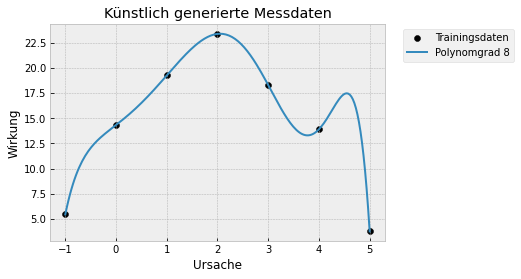 Künstlich generierte Messdaten
Trainingsdaten
Polynomgrad 8
Wirkung
22.5
20.0
17.5
15.0
12.5
10.0
7.5
5.0
−1 0 1 2 3 4 5
Ursache